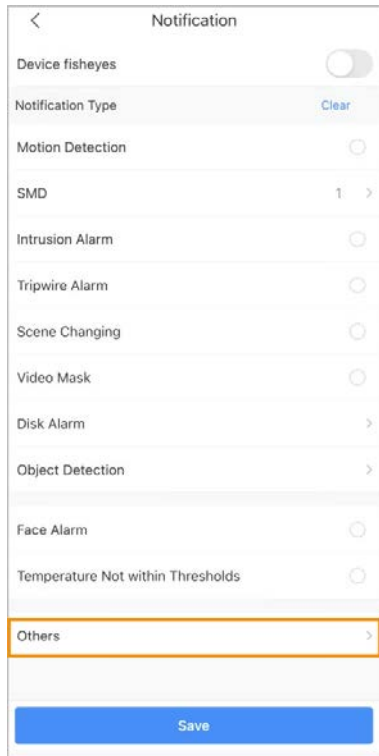 Notification
Device fisheyes
Notification Type Clear
Motion Detection
SMD 1
Intrusion Alarm
Tripwire Alarm
Scene Changing
Video Mask
Disk Alarm
Object Detection
Face Alarm
Temperature Not within Thresholds
Others
Save